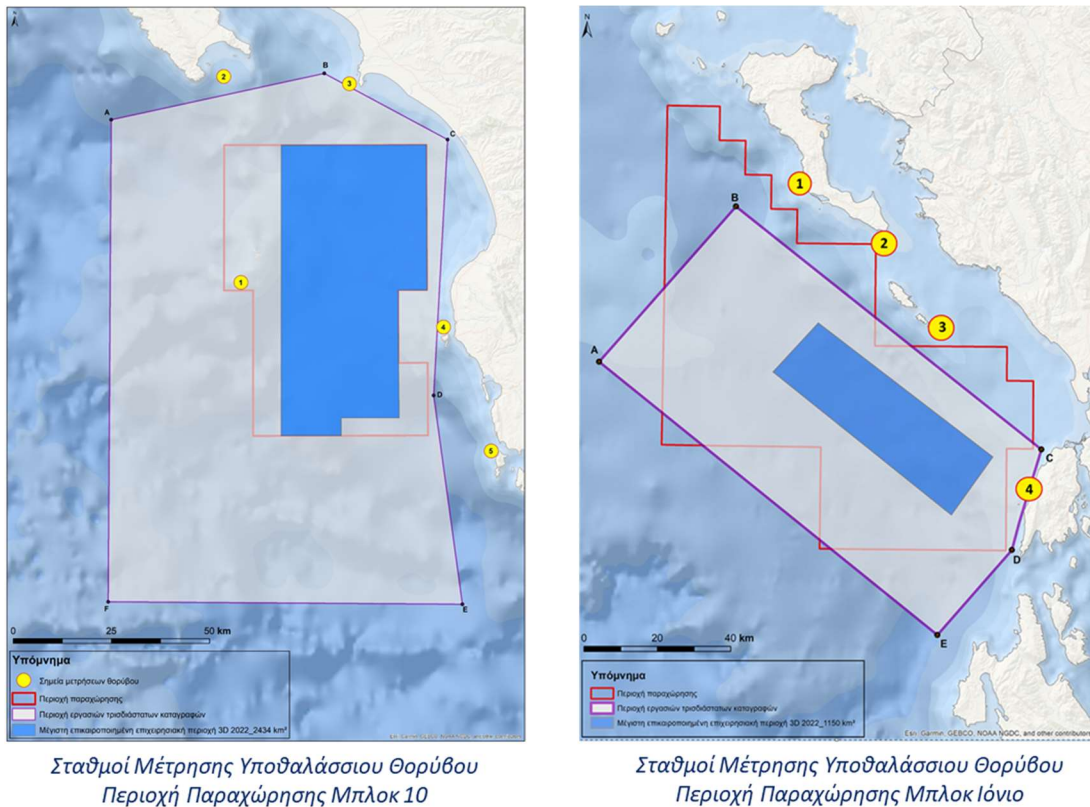 N
A
B
C
D
E
F
1
2
3
4
5
0 25 50 km
Υπόμνημα
Σημεία μετρήσεων θορύβου
Περιοχή παραχώρησης
Περιοχή εργασιών τρισδιάστατων καταγραφών
Μέγιστη επικαιροποιημένη επιχειρησιακή περιοχή 3D 2022_2434 km²
Σταθμοί Μέτρησης Υποθαλάσσιου Θορύβου
Περιοχή Παραχώρησης Μπλοκ 10
N
A
B
C
D
E
1
2
3
4
0 20 40 km
Υπόμνημα
Περιοχή παραχώρησης
Περιοχή εργασιών τρισδιάστατων καταγραφών
Μέγιστη επικαιροποιημένη επιχειρησιακή περιοχή 3D 2022_1150 km²
Esri, Garmin, GEBCO, NOAA NGDC, and other contributors
Σταθμοί Μέτρησης Υποθαλάσσιου Θορύβου
Περιοχή Παραχώρησης Μπλοκ Ιόνιο